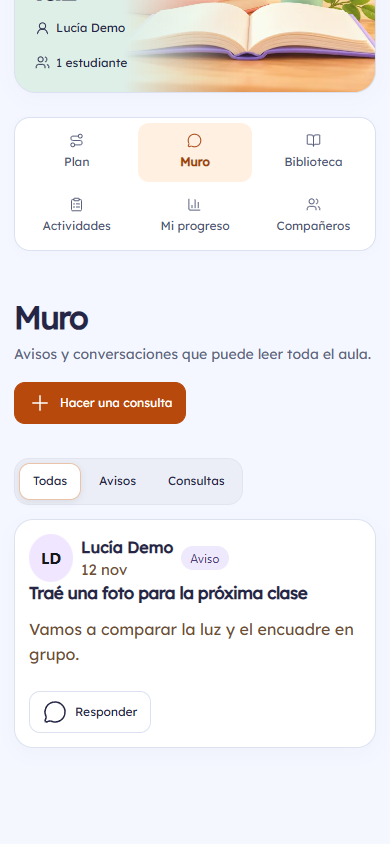 Lucía Demo
1 estudiante
Plan
Muro
Biblioteca
Actividades
Mi progreso
Compañeros
Muro
Avisos y conversaciones que puede leer toda el aula.
Hacer una consulta
Todas
Avisos
Consultas
LD
Lucía Demo
12 nov
Aviso
Traé una foto para la próxima clase
Vamos a comparar la luz y el encuadre en
grupo.
Responder